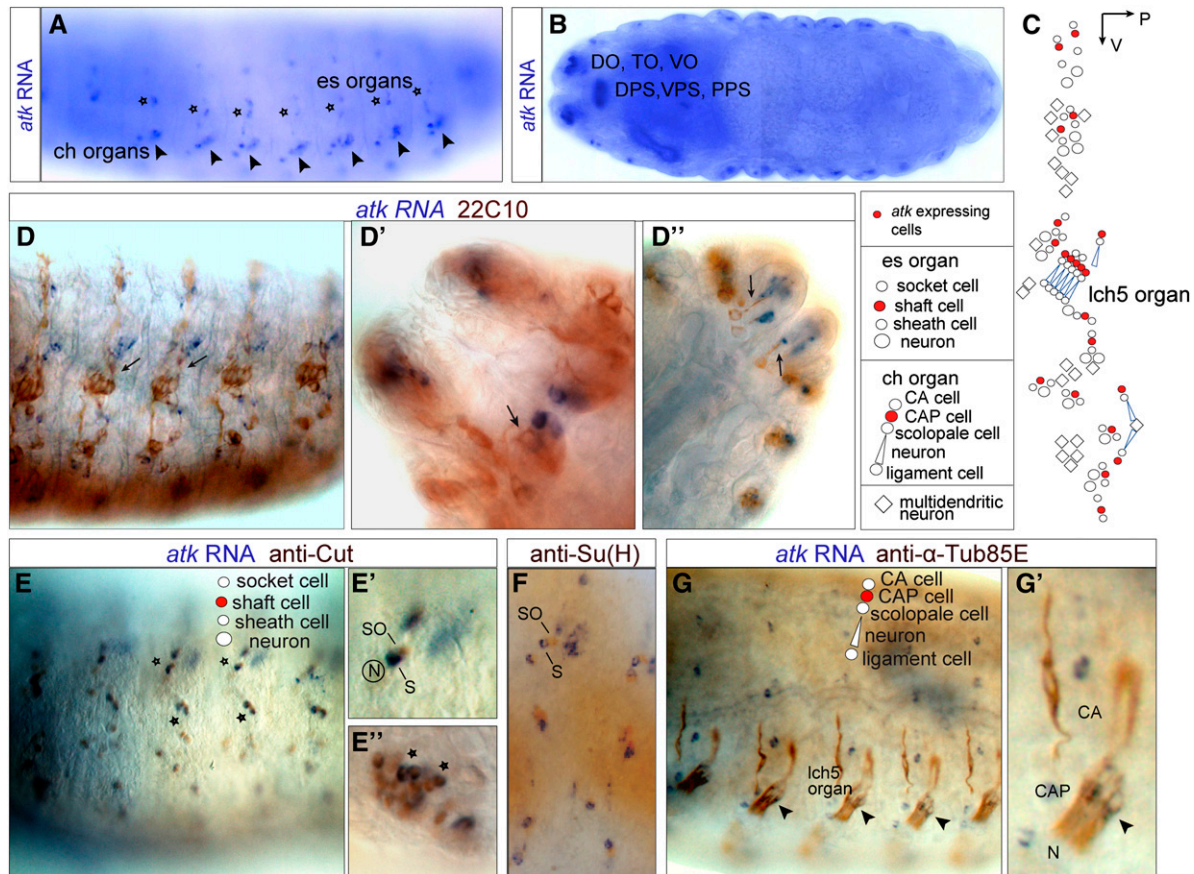 A
atk RNA
es organs
ch organs
B
atk RNA
DO, TO, VO
DPS,VPS, PPS
C
P
V
lch5 organ
atk RNA 22C10
D
D'
D''
atk expressing
cells
es organ
socket cell
shaft cell
sheath cell
neuron
ch organ
CA cell
CAP cell
scolopale cell
neuron
ligament cell
multidendritic
neuron
atk RNA anti-Cut
E
socket cell
shaft cell
sheath cell
neuron
E'
SO
N
S
E''
anti-Su(H)
F
SO
S
atk RNA anti-α-Tub85E
G
CA cell
CAP cell
scolopale cell
neuron
ligament cell
lch5
organ
G'
CA
CAP
N